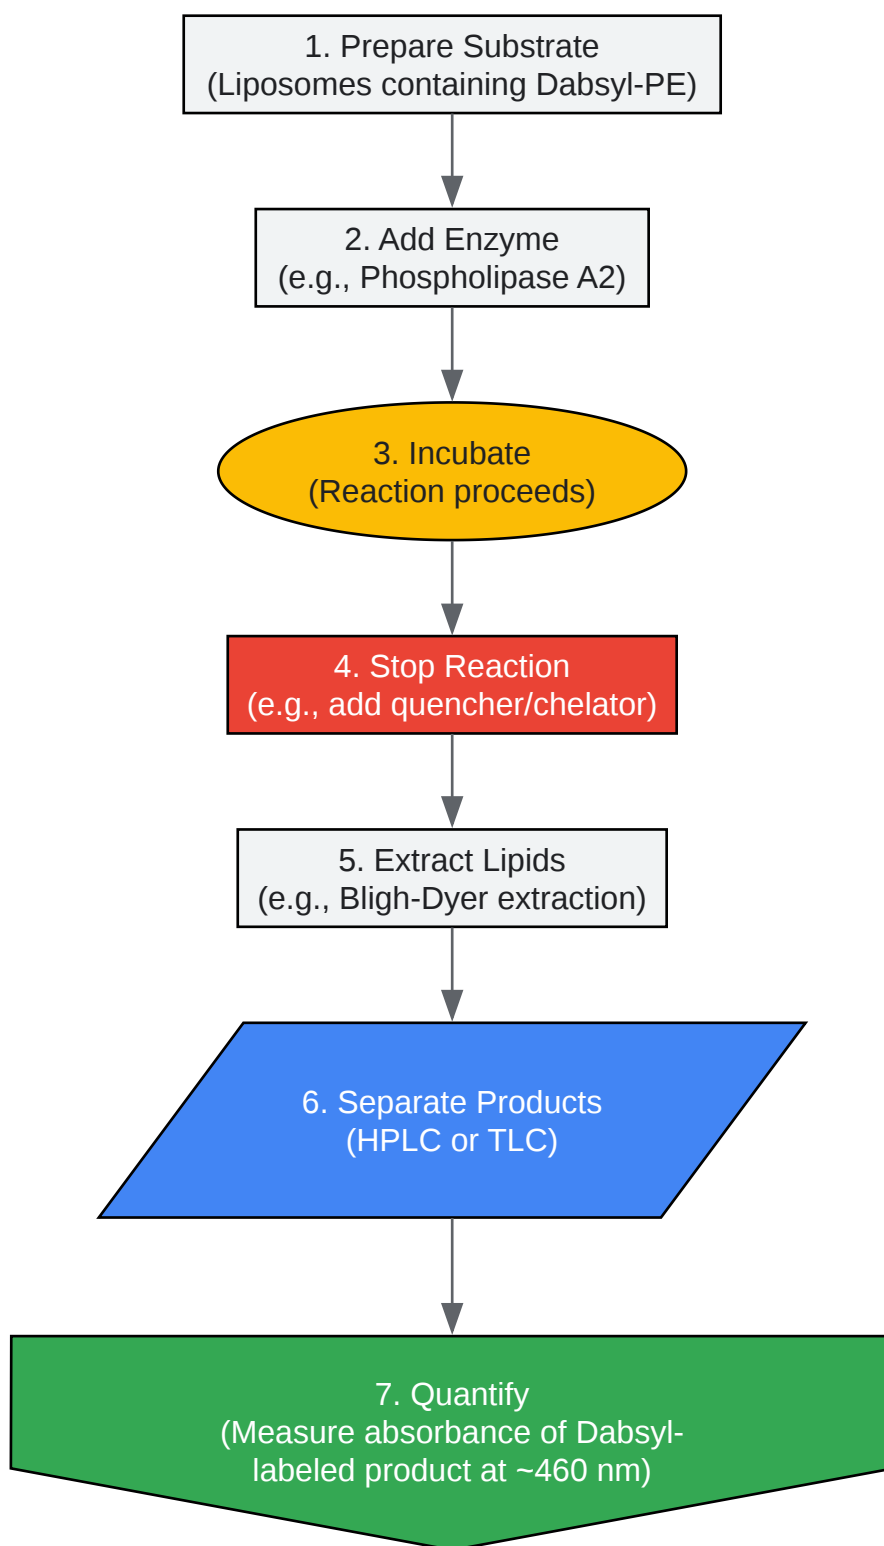 1. Prepare Substrate
(Liposomes containing Dabsyl-PE)
2. Add Enzyme
(e.g., Phospholipase A2)
3. Incubate
(Reaction proceeds)
4. Stop Reaction
(e.g., add quencher/chelator)
5. Extract Lipids
(e.g., Bligh-Dyer extraction)
6. Separate Products
(HPLC or TLC)
7. Quantify
(Measure absorbance of Dabsyl-
labeled product at ~460 nm)